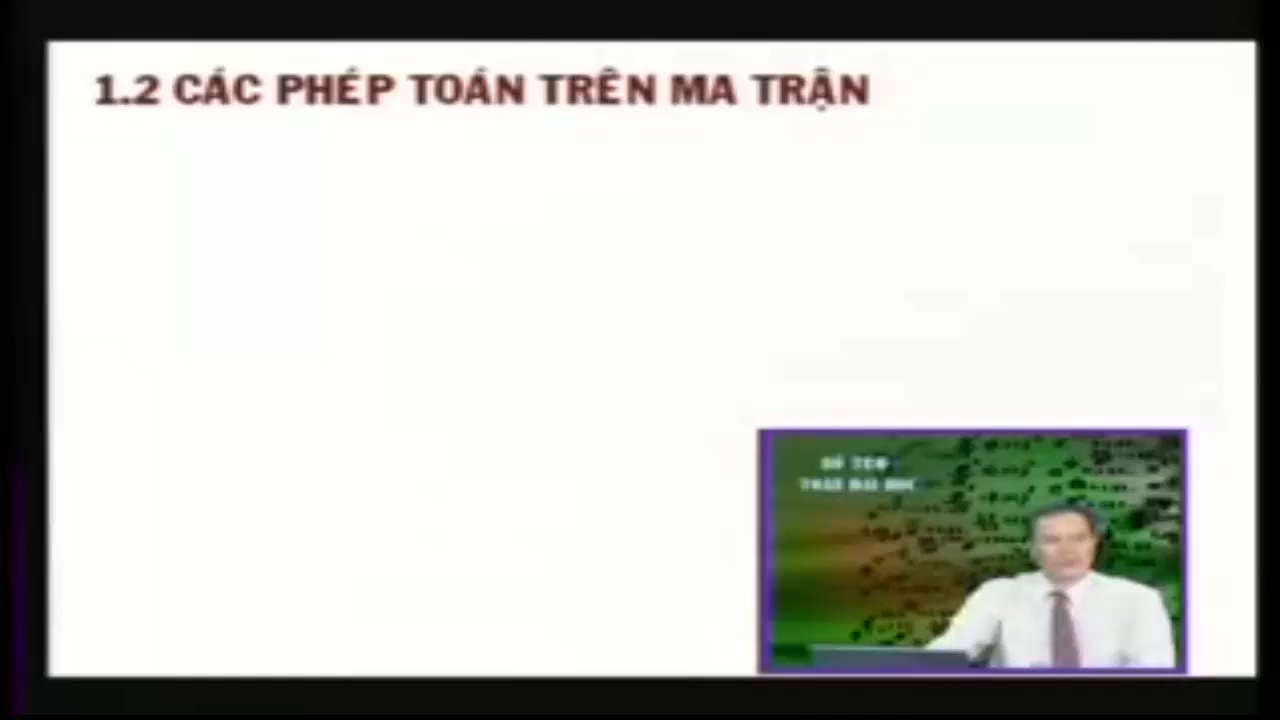 1.2 CÁC PHÉP TOÁN TRÊN MA TRẬN